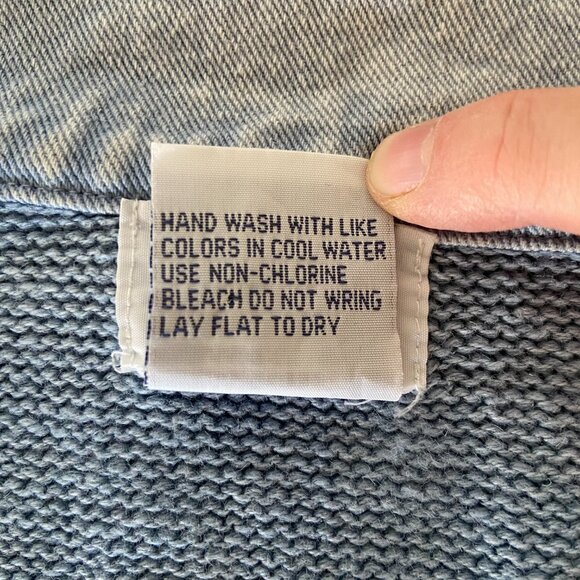 HAND WASH WITH LIKE
COLORS IN COOL WATER
USE NON-CHLORINE
BLEACH DO NOT WRING
LAY FLAT TO DRY